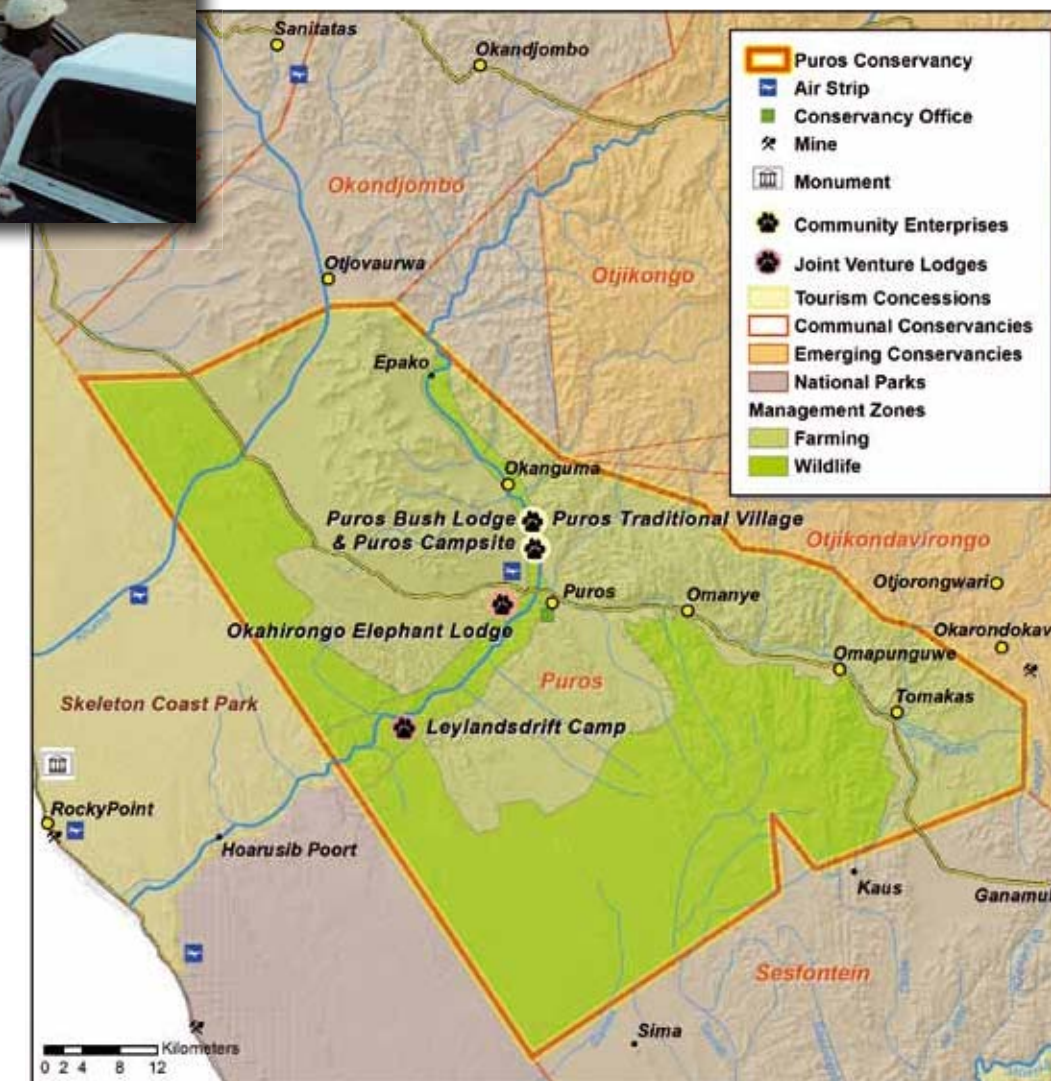 Sanitatas
Okandjombo
Okondjombo
Otjovaurwa
Otjikongo
Epako
Okanguma
Puros Bush Lodge
& Puros Campsite
Puros Traditional Village
Otjikondavirongo
Otjorongwari
Puros
Omanye
Okahirongo Elephant Lodge
Okarondokav
Omapunguwe
Puros
Tomakas
Skeleton Coast Park
Leylandsdrift Camp
RockyPoint
Hoarusib Poort
Kaus
Ganamu
Sesfontein
Sima
Kilometers
0 2 4 8 12
Puros Conservancy
Air Strip
Conservancy Office
Mine
Monument
Community Enterprises
Joint Venture Lodges
Tourism Concessions
Communal Conservancies
Emerging Conservancies
National Parks
Management Zones
Farming
Wildlife